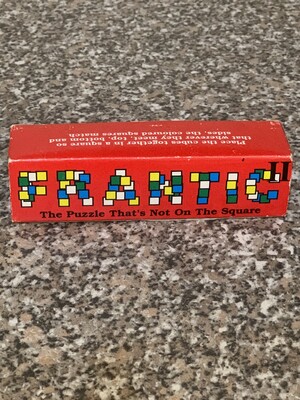 Place the cubes together in a square so
that wherever they meet, top, bottom and
sides, the coloured squares match
FRANTIC II
The Puzzle That's Not On The Square